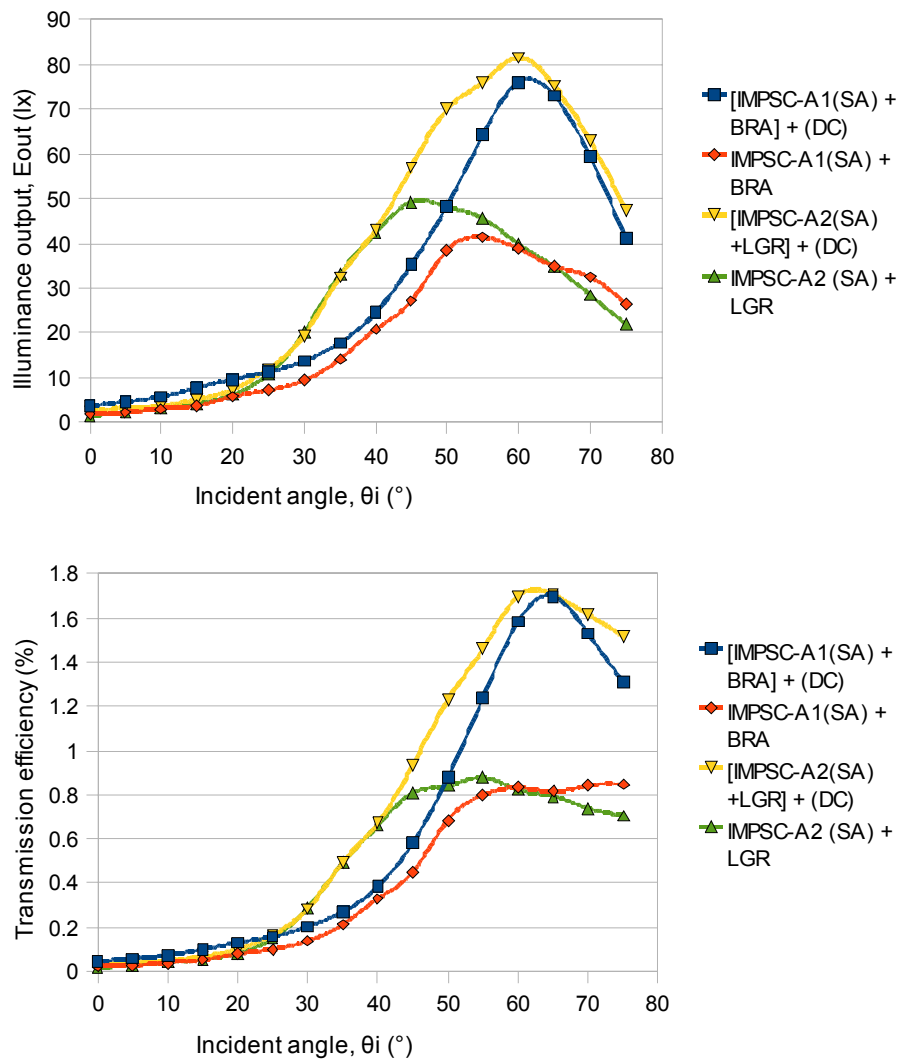 90
80
70
60
50
40
30
20
10
0
Illuminance output, Eout (lx)
0 10 20 30 40 50 60 70 80
Incident angle, θi (°)
[IMPSC-A1(SA) +
BRA] + (DC)
IMPSC-A1(SA) +
BRA
[IMPSC-A2(SA)
+LGR] + (DC)
IMPSC-A2 (SA) +
LGR
1.8
1.6
1.4
1.2
1
0.8
0.6
0.4
0.2
0
Transmission efficiency (%)
0 10 20 30 40 50 60 70 80
Incident angle, θi (°)
[IMPSC-A1(SA) +
BRA] + (DC)
IMPSC-A1(SA) +
BRA
[IMPSC-A2(SA)
+LGR] + (DC)
IMPSC-A2 (SA) +
LGR